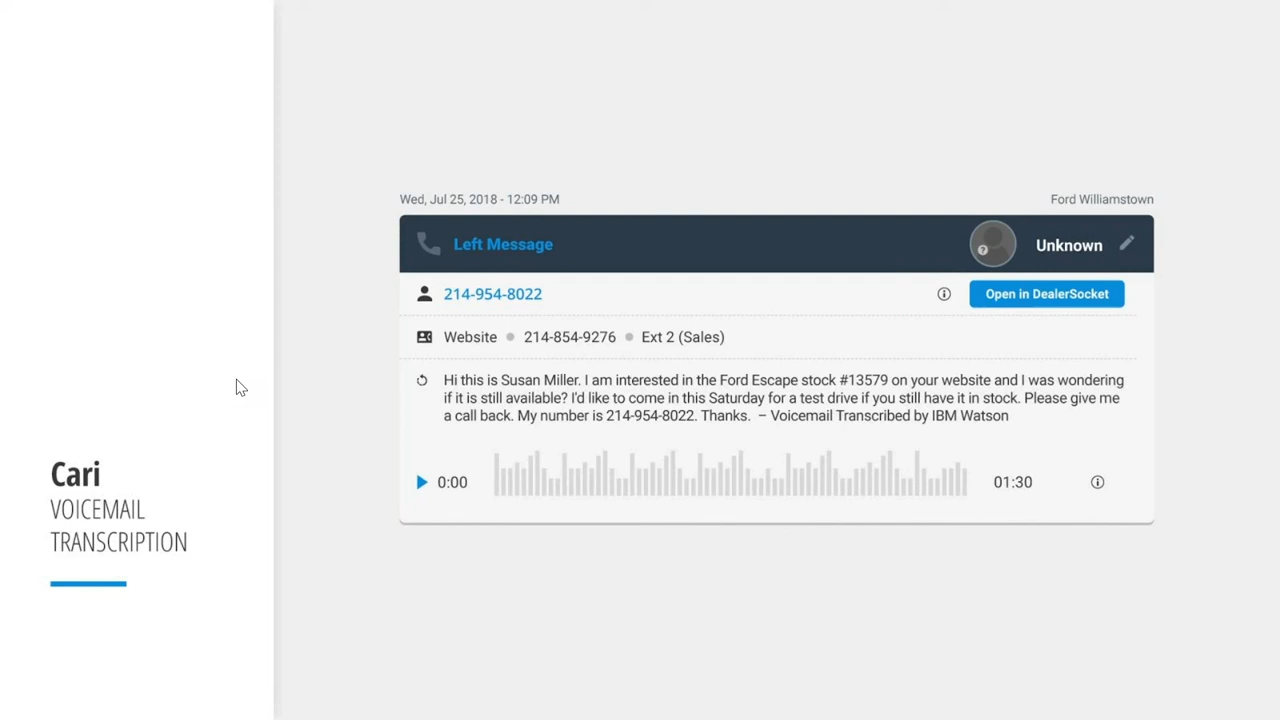 Cari
VOICEMAIL
TRANSCRIPTION
Wed, Jul 25, 2018 - 12:09 PM
Ford Williamstown
Left Message
Unknown
214-954-8022
Open in DealerSocket
Website 214-854-9276 Ext 2 (Sales)
Hi this is Susan Miller. I am interested in the Ford Escape stock #13579 on your website and I was wondering
if it is still available? I'd like to come in this Saturday for a test drive if you still have it in stock. Please give me
a call back. My number is 214-954-8022. Thanks. – Voicemail Transcribed by IBM Watson
0:00
01:30